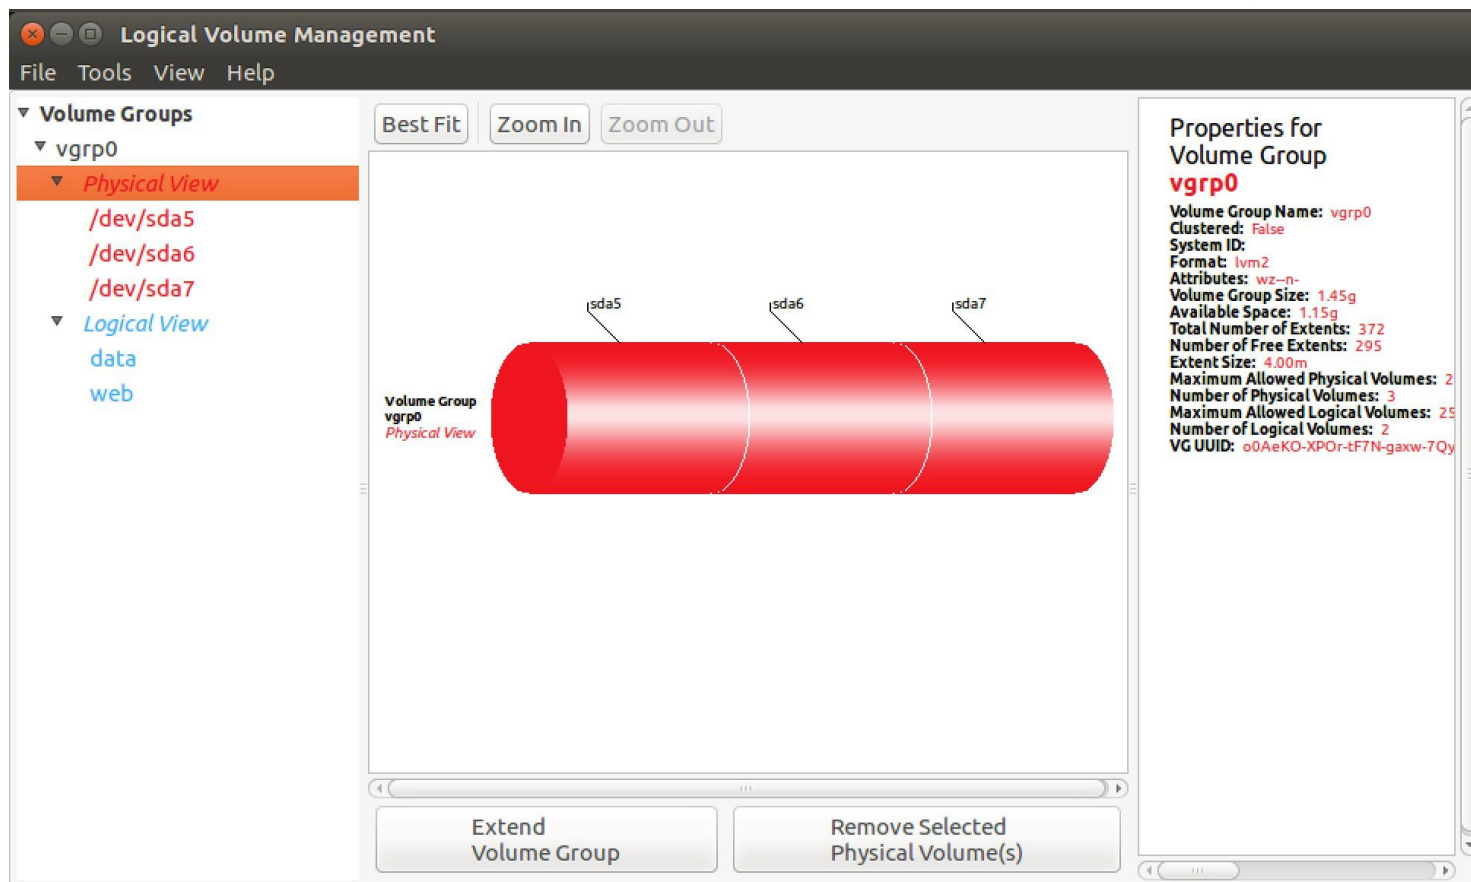 Logical Volume Management
File Tools View Help
Volume Groups
vgrp0
Physical View
/dev/sda5
/dev/sda6
/dev/sda7
Logical View
data
web
Best Fit Zoom In Zoom Out
sda5 sda6 sda7
Volume Group
vgrp0
Physical View
Extend
Volume Group
Remove Selected
Physical Volume(s)
Properties for
Volume Group
vgrp0
Volume Group Name: vgrp0
Clustered: False
System ID:
Format: lvm2
Attributes: wz--n-
Volume Group Size: 1.45g
Available Space: 1.15g
Total Number of Extents: 372
Number of Free Extents: 295
Extent Size: 4.00m
Maximum Allowed Physical Volumes: 2
Number of Physical Volumes: 3
Maximum Allowed Logical Volumes: 25
Number of Logical Volumes: 2
VG UUID: o0AeKO-XPOr-tF7N-gaxw-7Qy